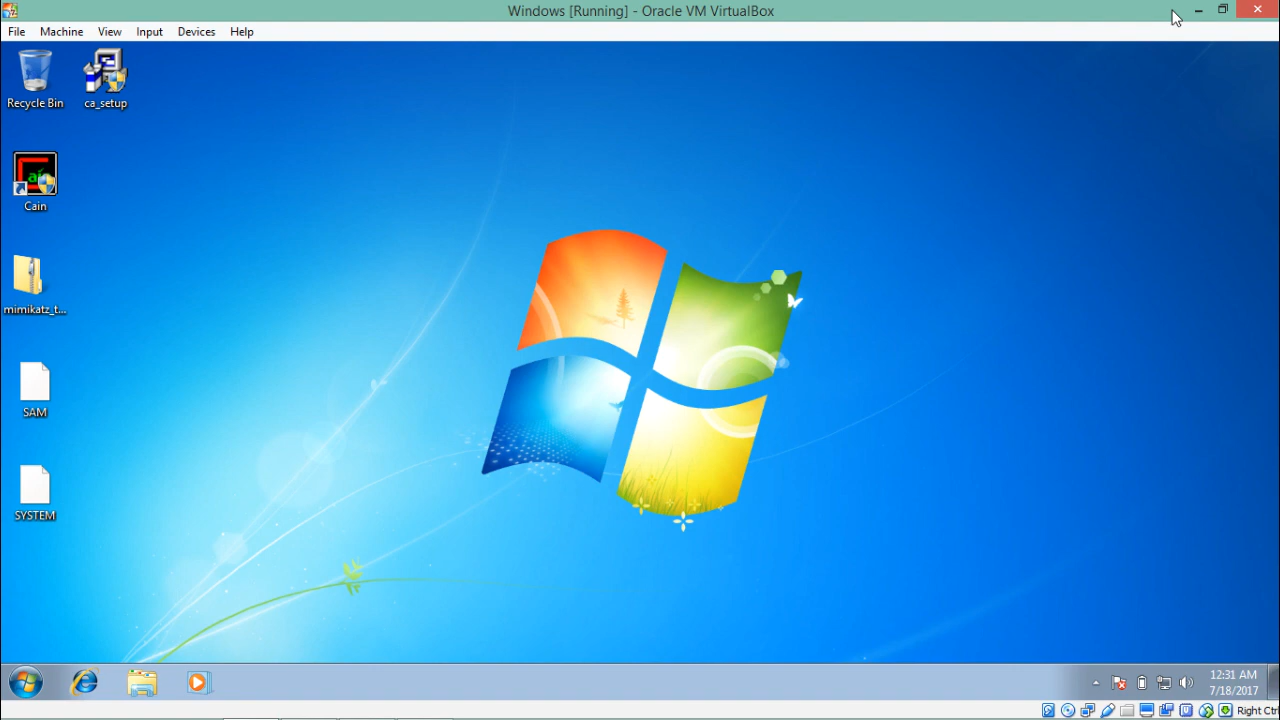 Windows [Running] - Oracle VM VirtualBox
File Machine View Input Devices Help
Recycle Bin
ca_setup
Cain
mimikatz_t...
SAM
SYSTEM
12:31 AM
7/18/2017
Right Ctrl